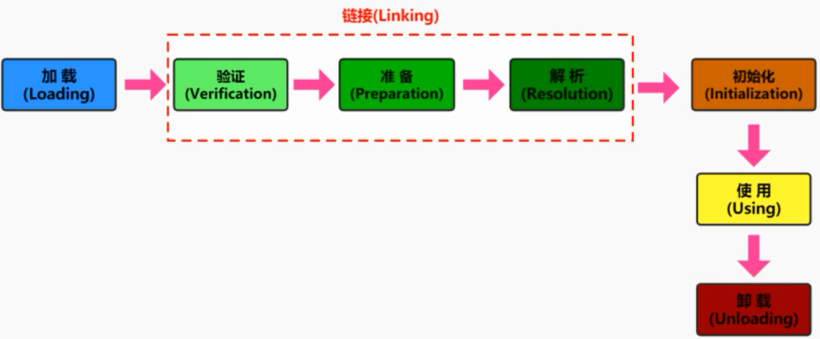 链接(Linking)
加 载
(Loading)
验证
(Verification)
准 备
(Preparation)
解 析
(Resolution)
初始化
(Initialization)
使 用
(Using)
卸 载
(Unloading)